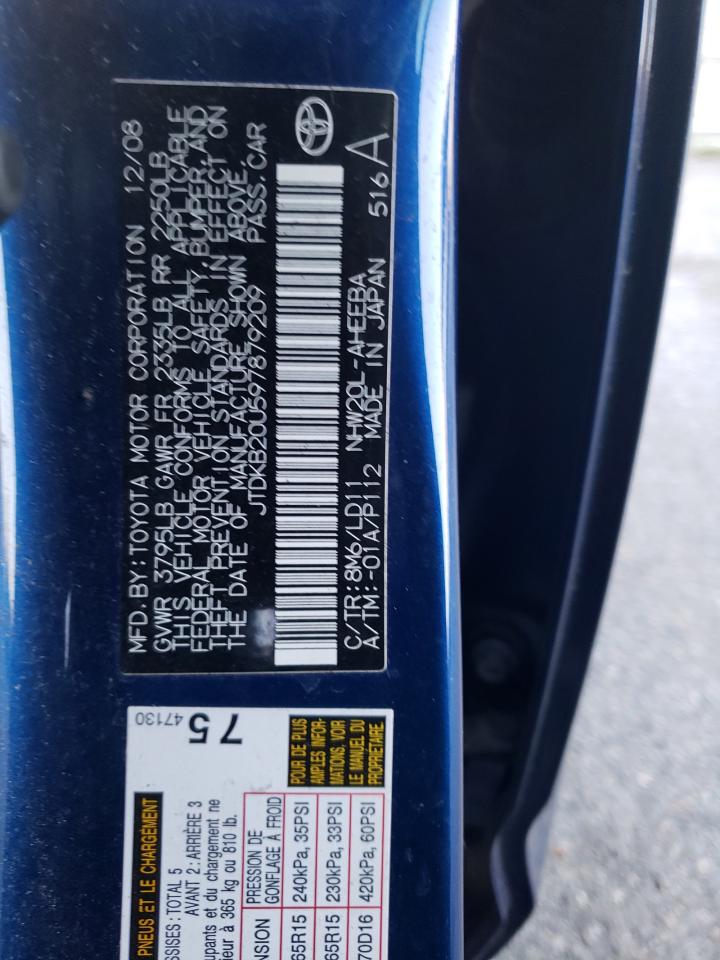 MFD.BY:TOYOTA MOTOR CORPORATION 12/08
GVWR 3795LB GAWR FR 2335LB RR 2250LB
THIS VEHICLE CONFORMS TO ALL APPLICABLE
FEDERAL MOTOR VEHICLE SAFETY, BUMPER, AND
THEFT PREVENTION STANDARDS IN EFFECT ON
THE DATE OF MANUFACTURE SHOWN ABOVE.
JTDKB20U597879209 PASS.CAR
C/TR:8M6/LD11 NHW20L-AHEEBA
A/TM:-01A/P112 MADE IN JAPAN 516 A
75
47130
PNEUS ET LE CHARGEMENT
SSISES:TOTAL 5
AVANT 2:ARRIÈRE 3
upants et du chargement ne
ieur à 365 kg ou 810 lb.
NSION PRESSION DE GONFLAGE À FROID
65R15 240kPa, 35PSI
65R15 230kPa, 33PSI
70D16 420kPa, 60PSI
POUR DE PLUS
AMPLES INFOR-
MATIONS, VOIR
LE MANUEL DU
PROPRIÉTAIRE